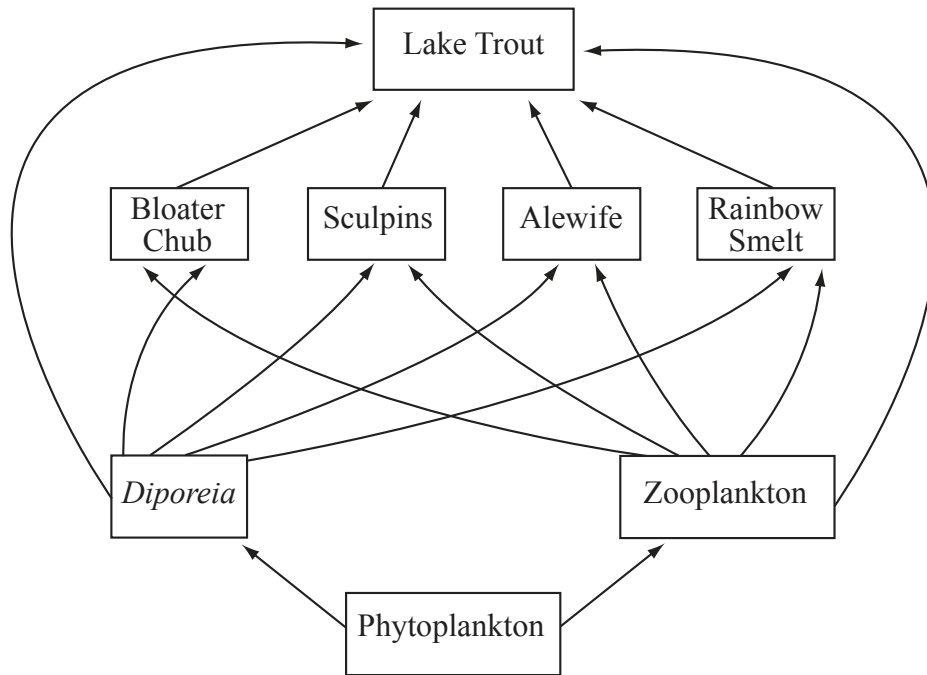 Lake Trout
Bloater
Chub
Sculpins
Alewife
Rainbow
Smelt
Diporeia
Zooplankton
Phytoplankton